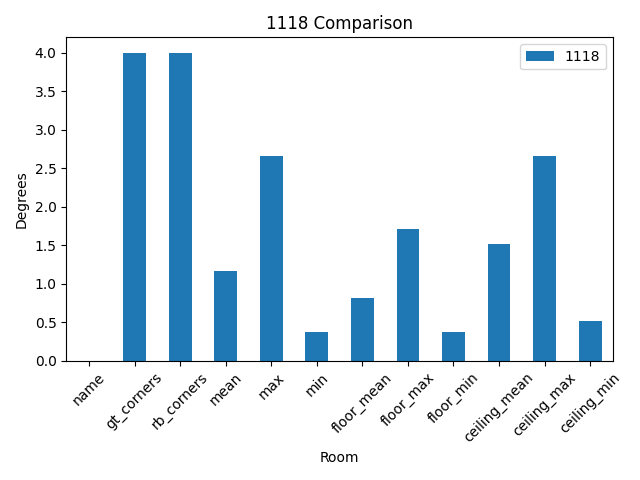 1118 Comparison
1118
Degrees
4.0
3.5
3.0
2.5
2.0
1.5
1.0
0.5
0.0
name
gt_corners
rb_corners
mean
max
min
floor_mean
floor_max
floor_min
ceiling_mean
ceiling_max
ceiling_min
Room